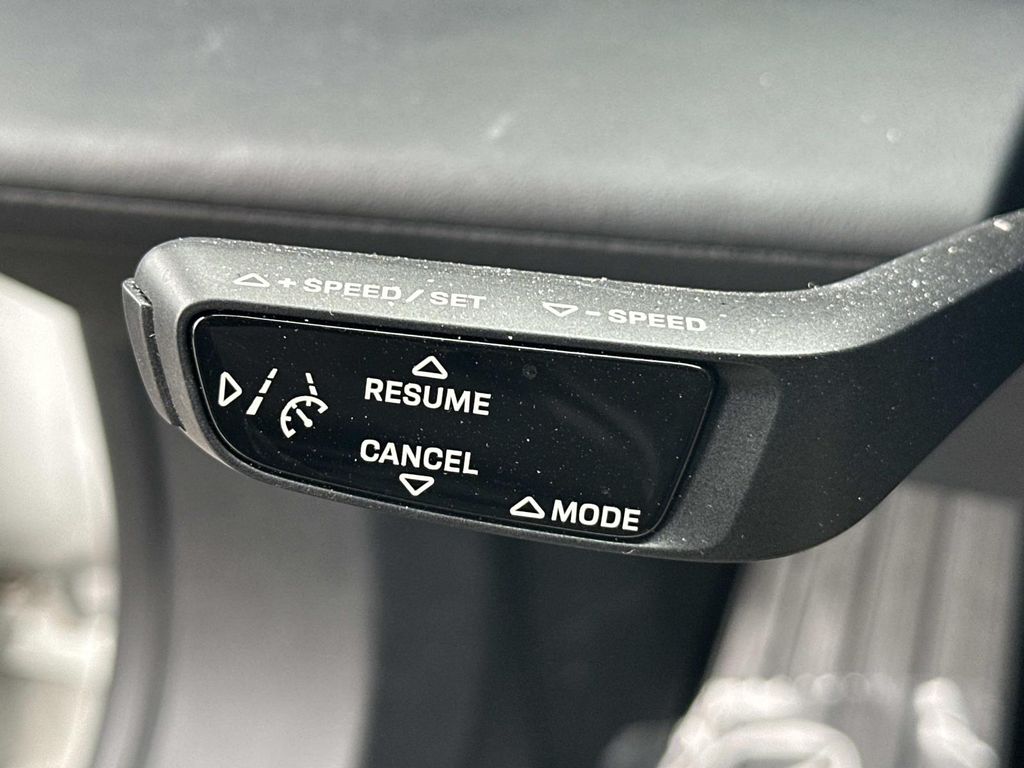 + SPEED / SET
- SPEED
RESUME
CANCEL
MODE